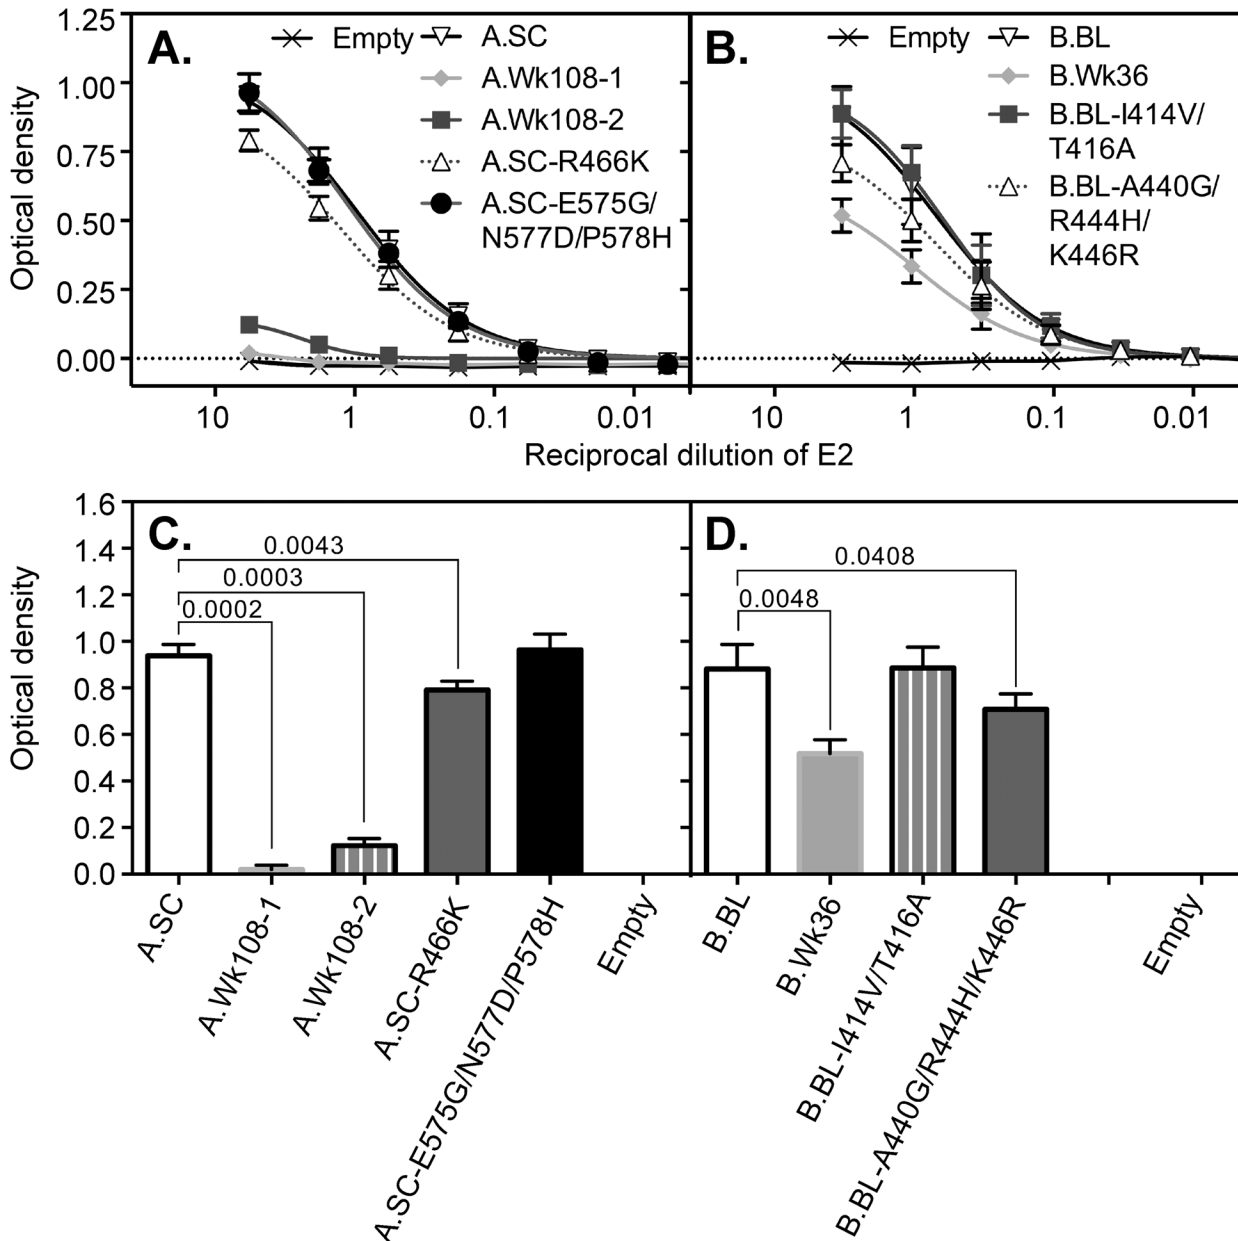 A.
Empty
A.SC
A.Wk108-1
A.Wk108-2
A.SC-R466K
A.SC-E575G/
N577D/P578H
B.
Empty
B.BL
B.Wk36
B.BL-I414V/
T416A
B.BL-A440G/
R444H/
K446R
Optical density
1.25
1.00
0.75
0.50
0.25
0.00
10
1
0.1
0.01
10
1
0.1
0.01
Reciprocal dilution of E2
C.
0.0043
0.0003
0.0002
D.
0.0408
0.0048
Optical density
1.6
1.4
1.2
1.0
0.8
0.6
0.4
0.2
0.0
A.SC
A.Wk108-1
A.Wk108-2
A.SC-R466K
A.SC-E575G/N577D/P578H
Empty
B.BL
B.Wk36
B.BL-I414V/T416A
B.BL-A440G/R444H/K446R
Empty